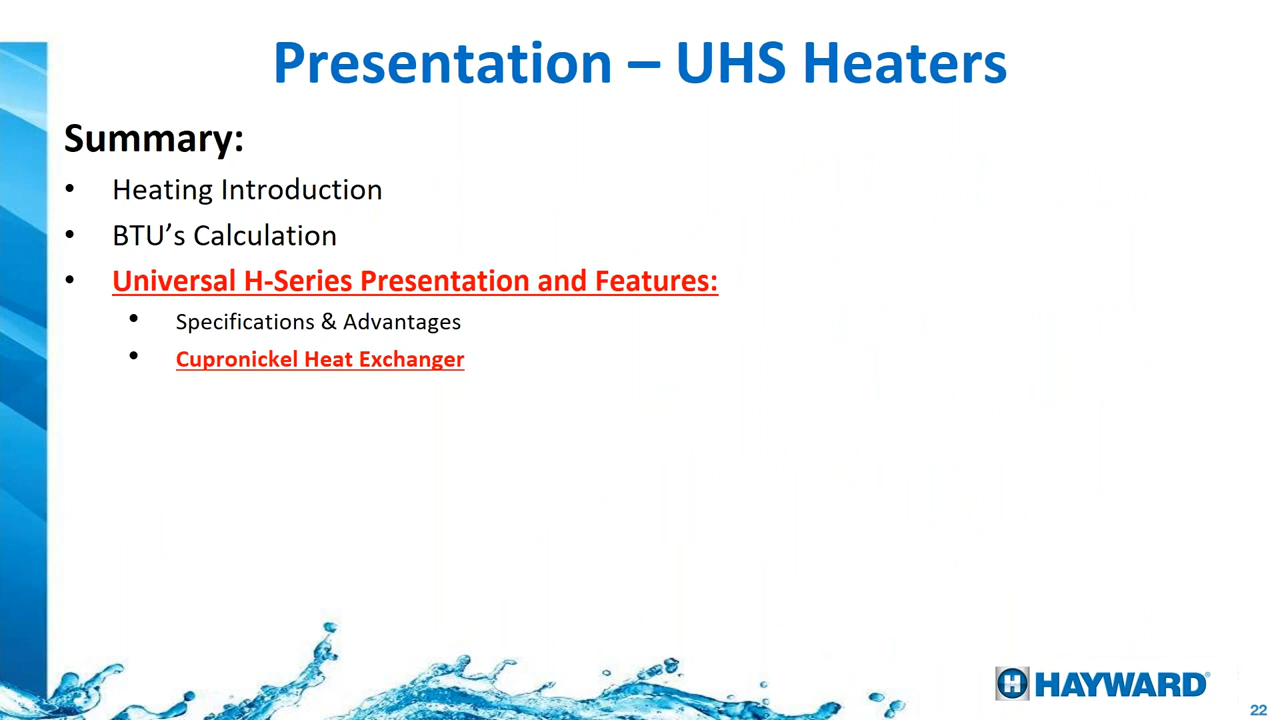 Presentation – UHS Heaters
Summary:
• Heating Introduction
• BTU’s Calculation
• Universal H-Series Presentation and Features:
• Specifications & Advantages
• Cupronickel Heat Exchanger
H HAYWARD®
22